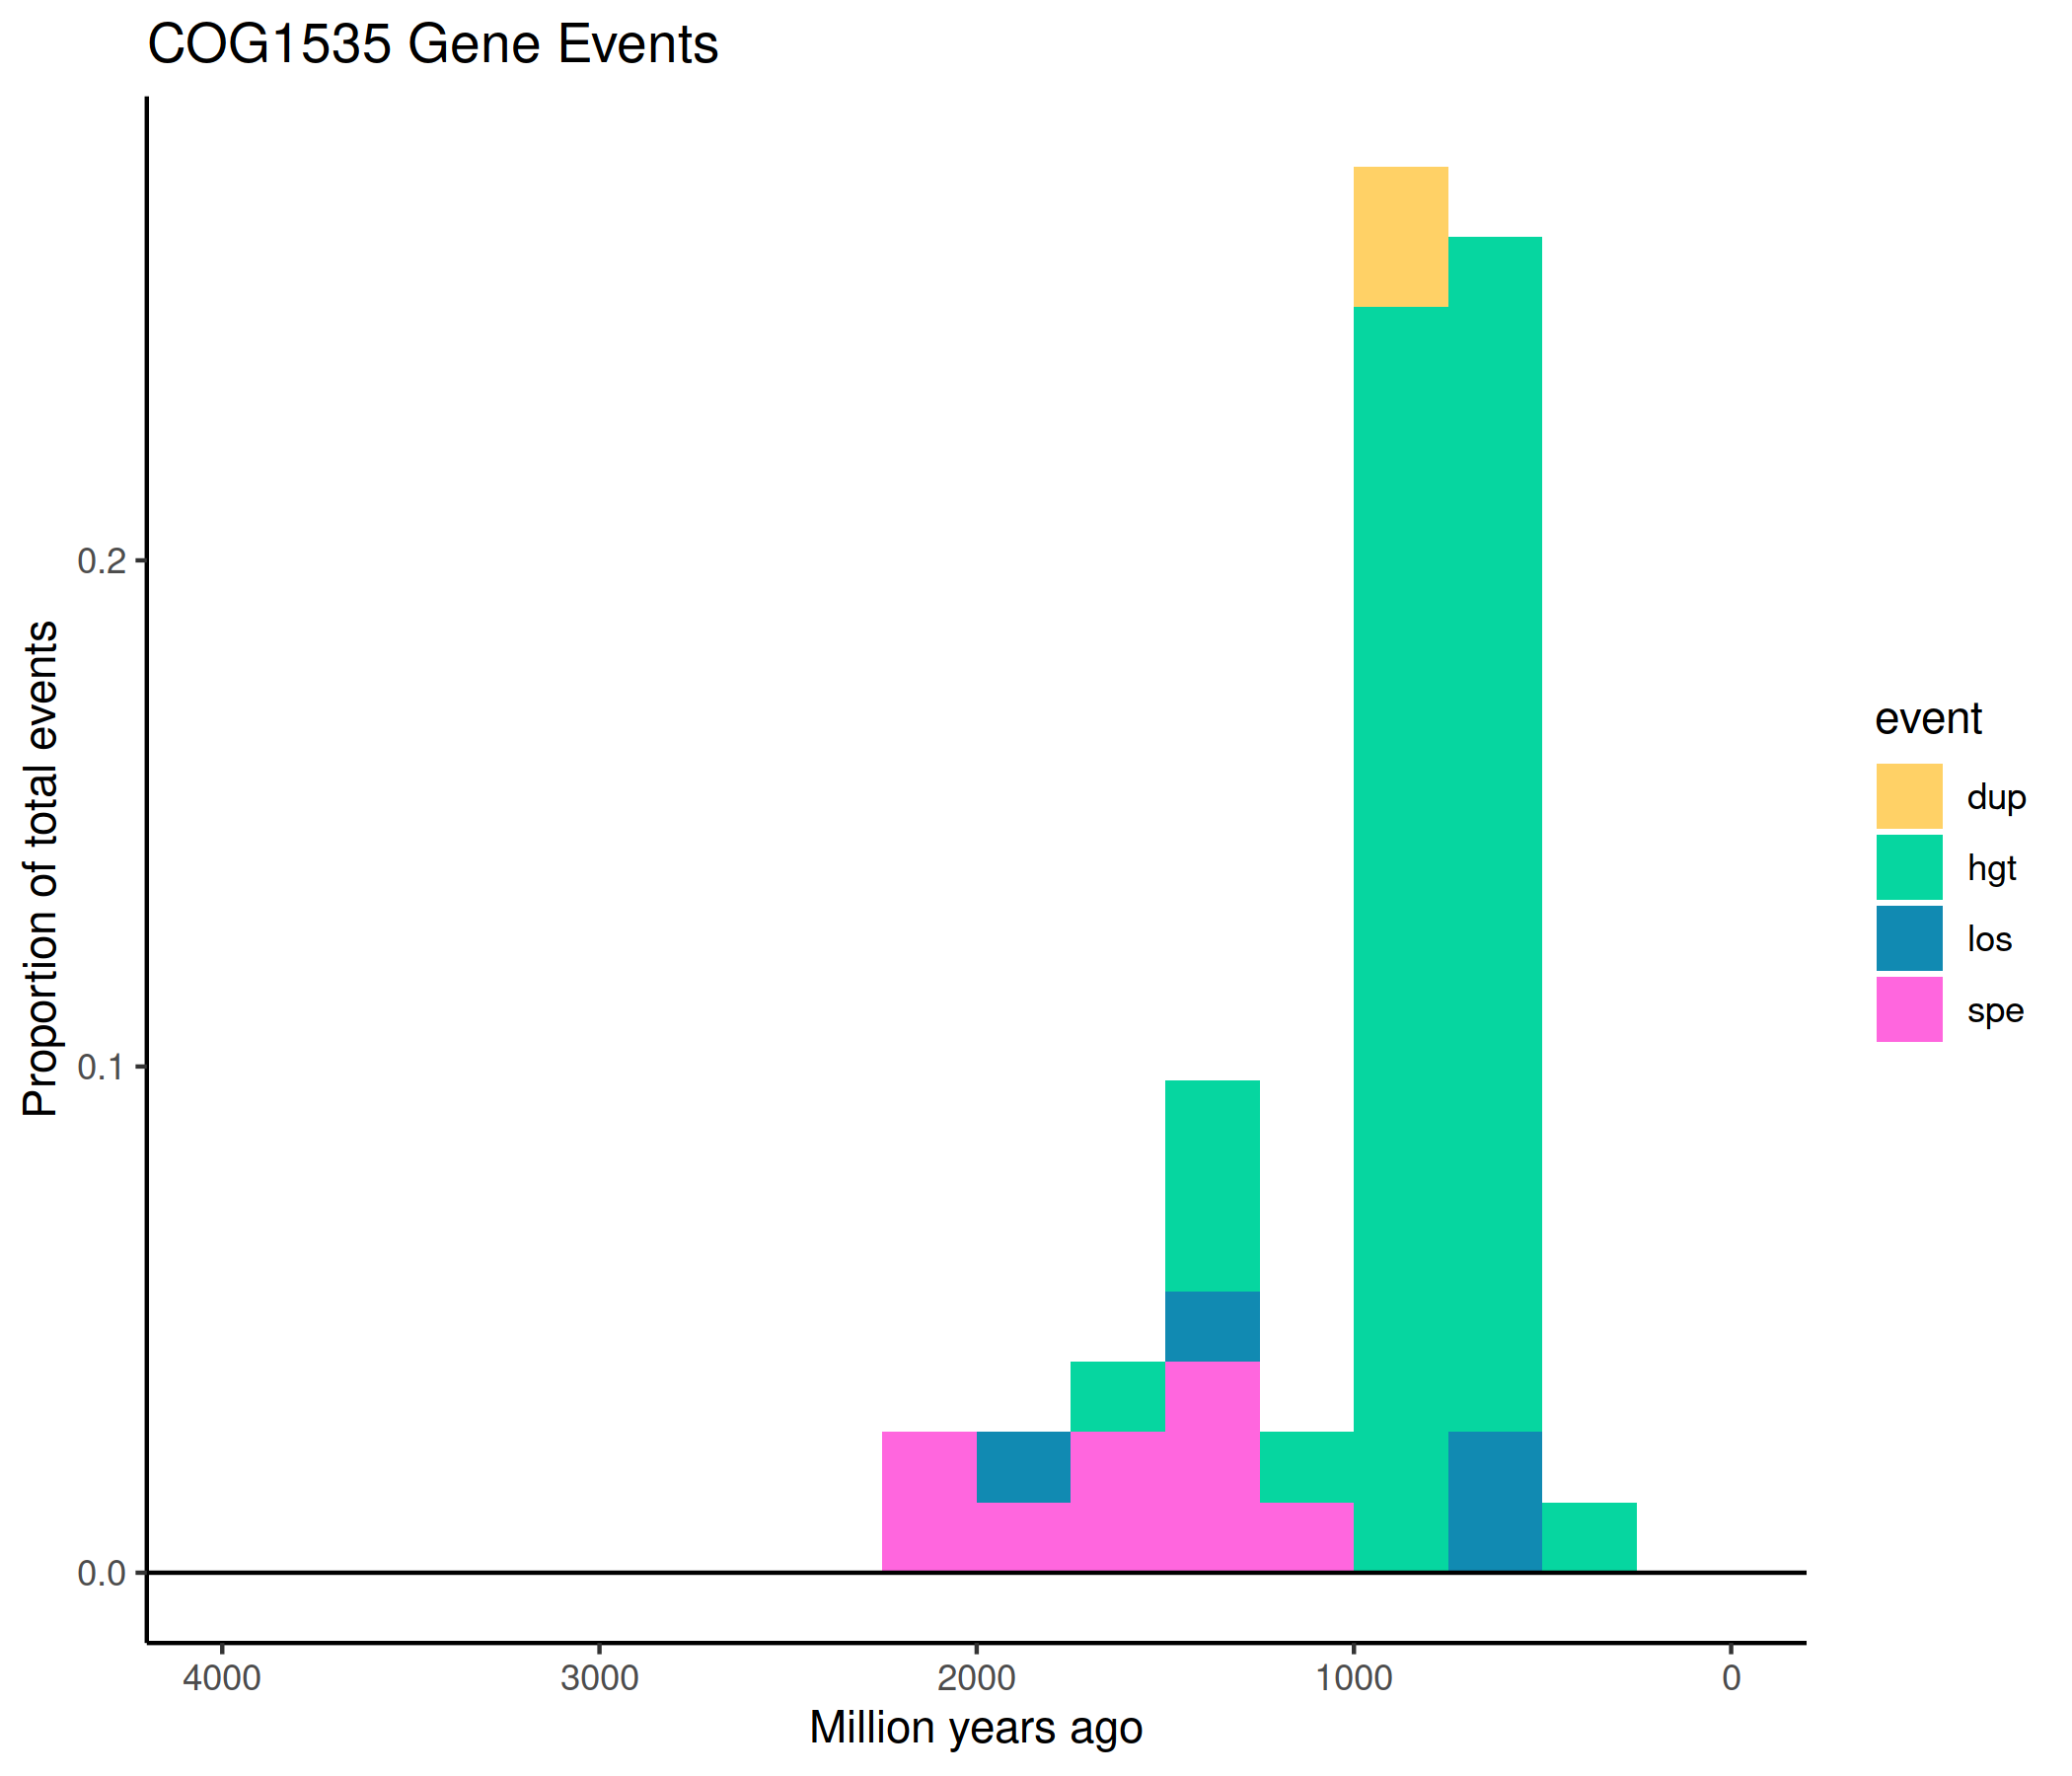 COG1535 Gene Events
Proportion of total events
0.2
0.1
0.0
4000 3000 2000 1000 0
Million years ago
event
dup
hgt
los
spe